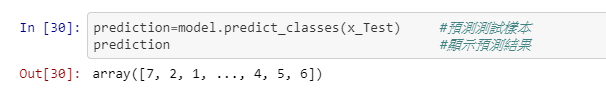 In [30]: prediction=model.predict_classes(x_Test) #預測測試樣本
prediction #顯示預測結果
Out[30]: array([7, 2, 1, ..., 4, 5, 6])